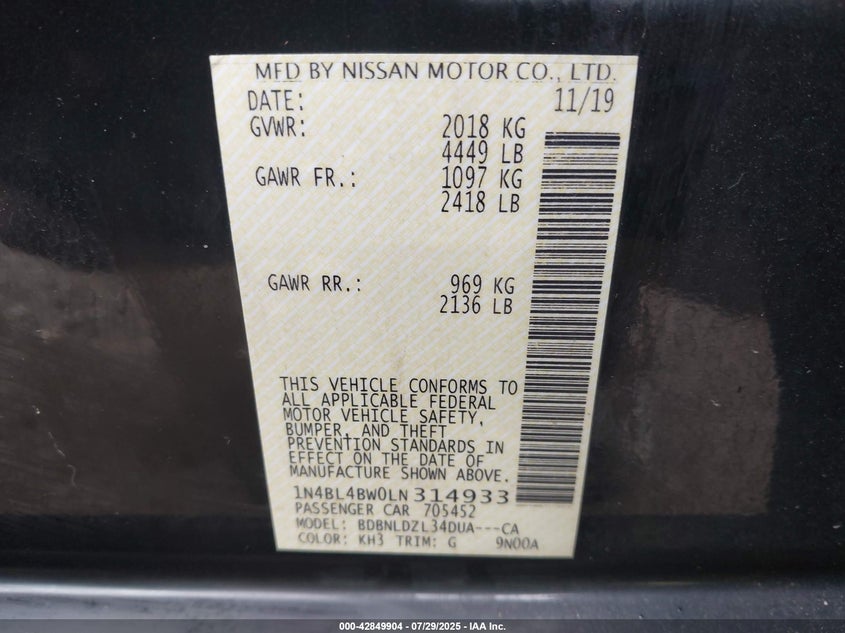 MFD BY NISSAN MOTOR CO., LTD.
DATE: 11/19
GVWR: 2018 KG
4449 LB
GAWR FR.: 1097 KG
2418 LB
GAWR RR.: 969 KG
2136 LB
THIS VEHICLE CONFORMS TO
ALL APPLICABLE FEDERAL
MOTOR VEHICLE SAFETY,
BUMPER, AND THEFT
PREVENTION STANDARDS IN
EFFECT ON THE DATE OF
MANUFACTURE SHOWN ABOVE.
1N4BL4BW0LN314933
PASSENGER CAR 705452
MODEL: BDBNLDZL34DUA---CA
COLOR: KH3 TRIM: G 9N00A
000-42849904 - 07/29/2025 - IAA Inc.